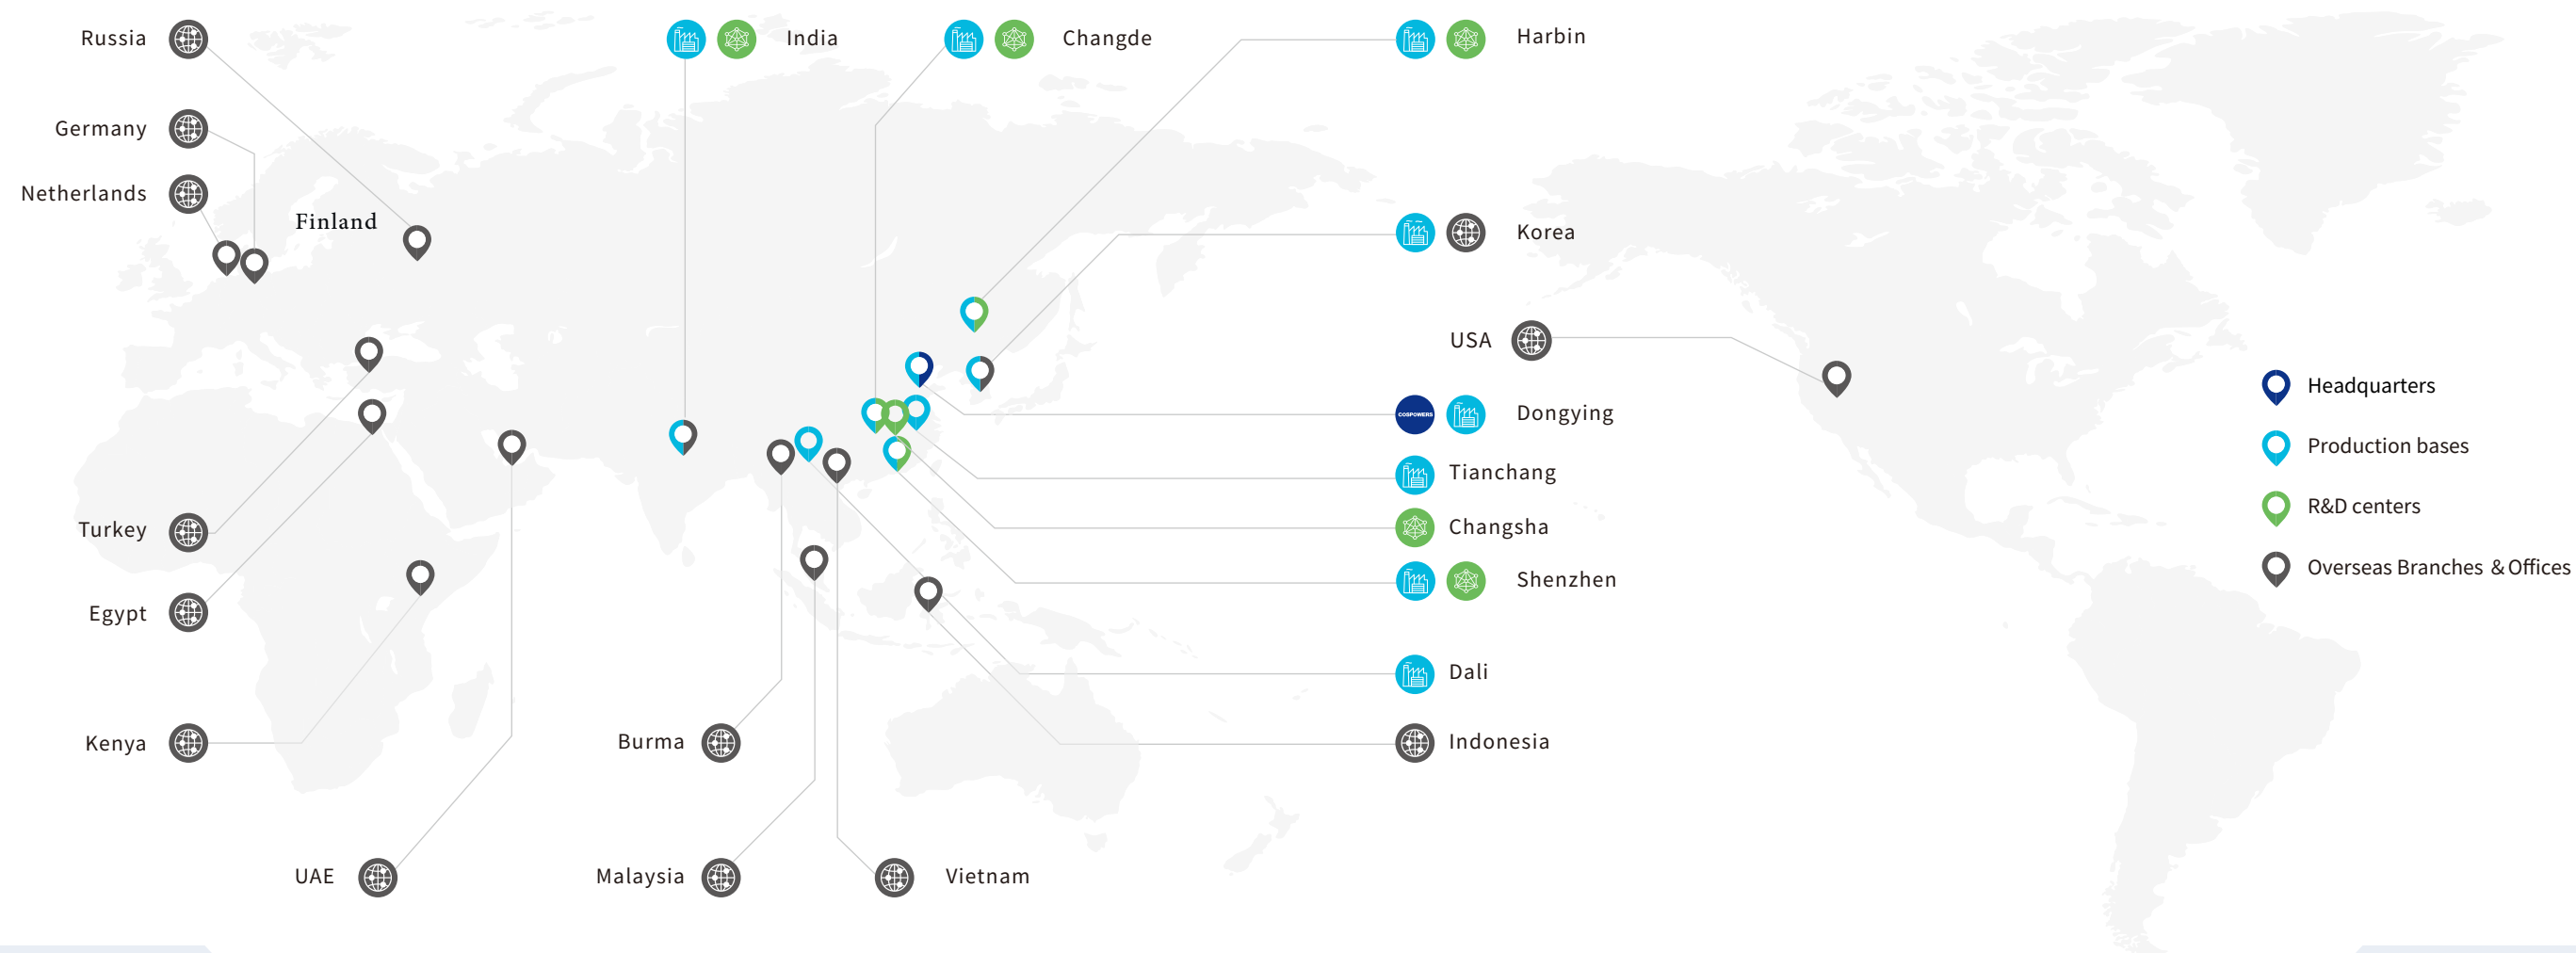 Russia
India
Changde
Harbin
Germany
Netherlands
Finland
Korea
USA
Headquarters
COSPOWERS
Dongying
Production bases
Tianchang
R&D centers
Changsha
Turkey
Overseas Branches & Offices
Shenzhen
Egypt
Dali
Kenya
Burma
Indonesia
UAE
Malaysia
Vietnam